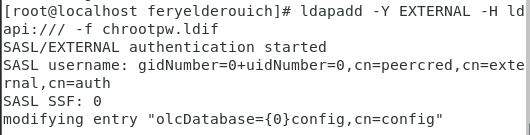 [root@localhost feryelderouich]# ldapadd -Y EXTERNAL -H ld
api:/// -f chrootpw.ldif
SASL/EXTERNAL authentication started
SASL username: gidNumber=0+uidNumber=0,cn=peercred,cn=exte
rnal,cn=auth
SASL SSF: 0
modifying entry "olcDatabase={0}config,cn=config"